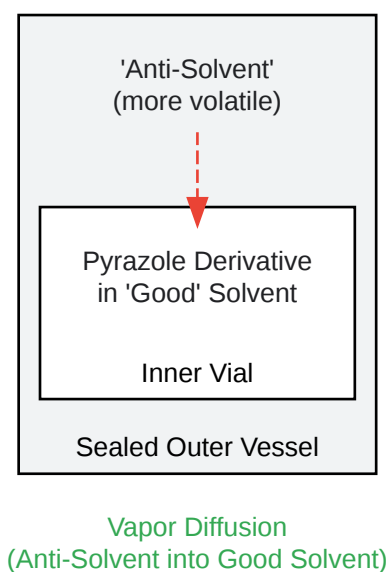 'Anti-Solvent'
(more volatile)
Pyrazole Derivative
in 'Good' Solvent
Inner Vial
Sealed Outer Vessel
Vapor Diffusion
(Anti-Solvent into Good Solvent)